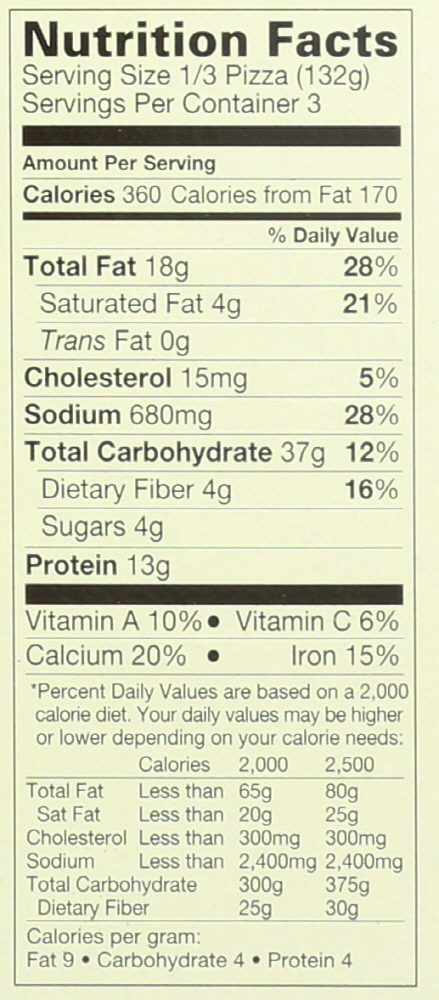 Nutrition Facts
Serving Size 1/3 Pizza (132g)
Servings Per Container 3
Amount Per Serving
Calories 360 Calories from Fat 170
% Daily Value
Total Fat 18g 28%
Saturated Fat 4g 21%
Trans Fat 0g
Cholesterol 15mg 5%
Sodium 680mg 28%
Total Carbohydrate 37g 12%
Dietary Fiber 4g 16%
Sugars 4g
Protein 13g
Vitamin A 10% • Vitamin C 6%
Calcium 20% • Iron 15%
*Percent Daily Values are based on a 2,000
calorie diet. Your daily values may be higher
or lower depending on your calorie needs:
Calories 2,000 2,500
Total Fat Less than 65g 80g
Sat Fat Less than 20g 25g
Cholesterol Less than 300mg 300mg
Sodium Less than 2,400mg 2,400mg
Total Carbohydrate 300g 375g
Dietary Fiber 25g 30g
Calories per gram:
Fat 9 • Carbohydrate 4 • Protein 4